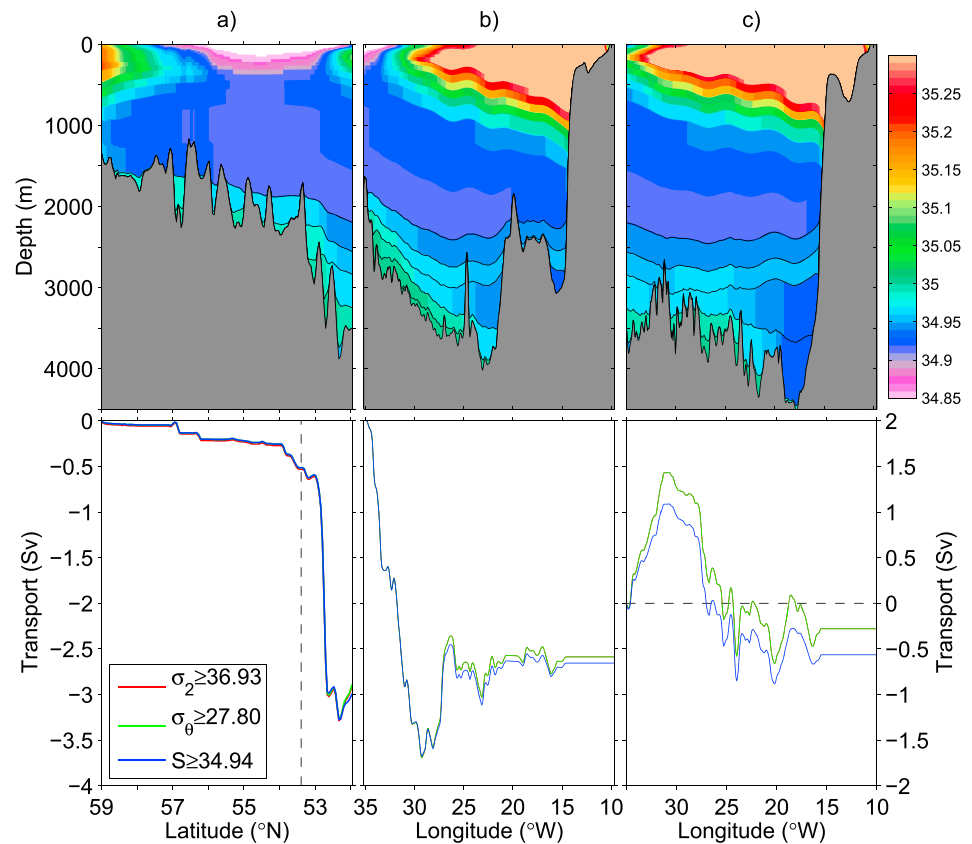 a)
b)
c)
0
1000
2000
3000
4000
Depth (m)
35.25
35.2
35.15
35.1
35.05
35
34.95
34.9
34.85
0
−0.5
−1
−1.5
−2
−2.5
−3
−3.5
−4
Transport (Sv)
σ2≥36.93
σθ≥27.80
S≥34.94
2
1.5
1
0.5
0
−0.5
−1
−1.5
−2
Transport (Sv)
59 57 55 53
Latitude (°N)
35 30 25 20 15 10
Longitude (°W)
30 25 20 15 10
Longitude (°W)